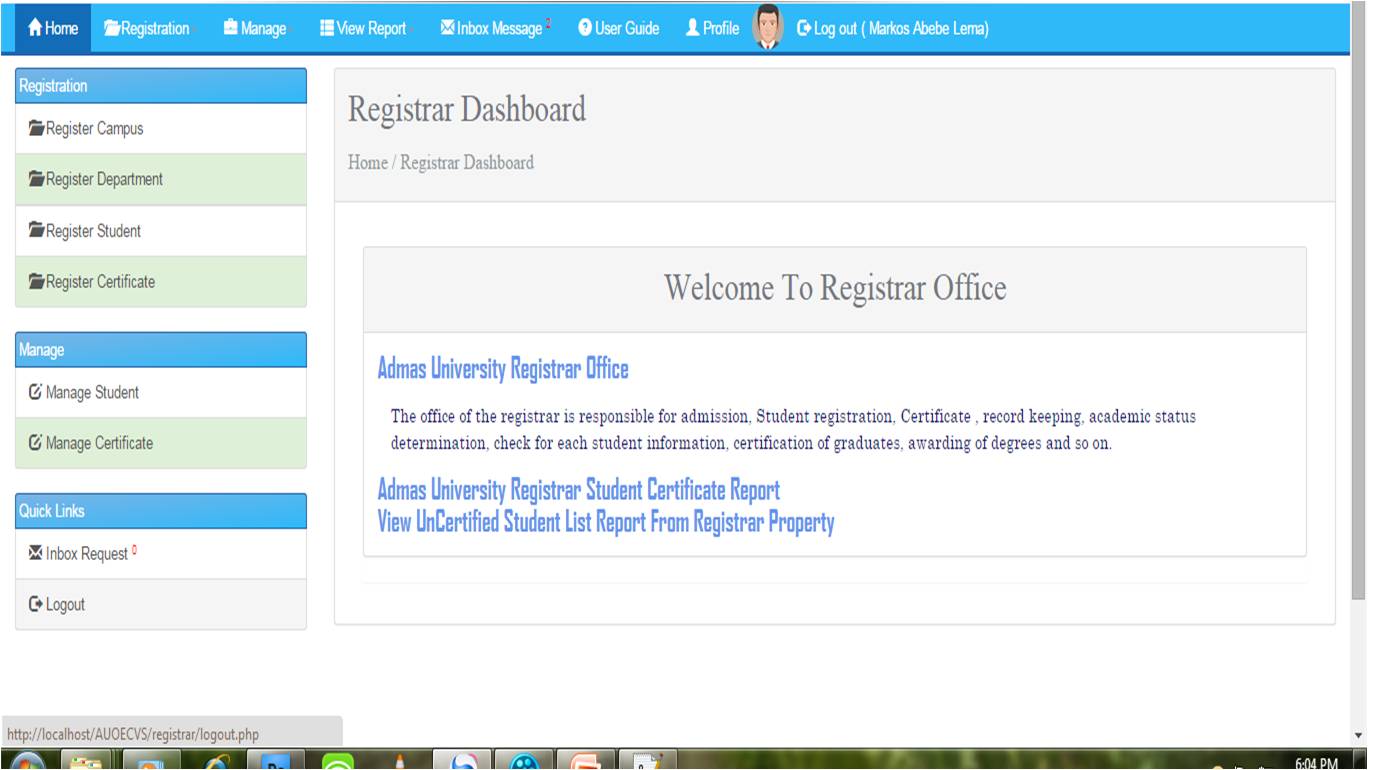 Home Registration Manage View Report Inbox Message 2 User Guide Profile Log out ( Markos Abebe Lema)
Registration
Register Campus
Register Department
Register Student
Register Certificate
Manage
Manage Student
Manage Certificate
Quick Links
Inbox Request 0
Logout
Registrar Dashboard
Home / Registrar Dashboard
Welcome To Registrar Office
Admas University Registrar Office
The office of the registrar is responsible for admission, Student registration, Certificate , record keeping, academic status
determination, check for each student information, certification of graduates, awarding of degrees and so on.
Admas University Registrar Student Certificate Report
View UnCertified Student List Report From Registrar Property
http://localhost/AUOECVS/registrar/logout.php
6:04 PM